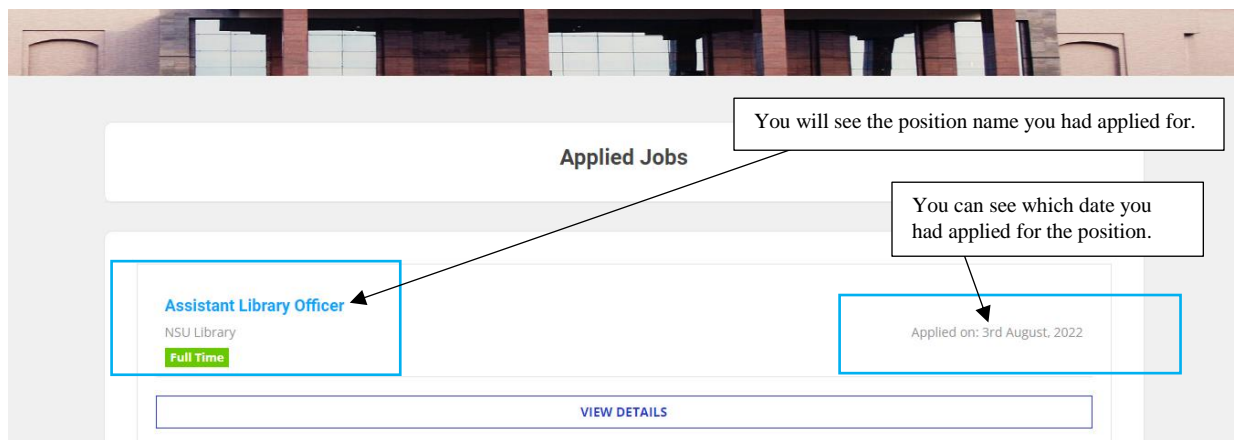 You will see the position name you had applied for.
Applied Jobs
You can see which date you
had applied for the position.
Assistant Library Officer
NSU Library
Applied on: 3rd August, 2022
Full Time
VIEW DETAILS